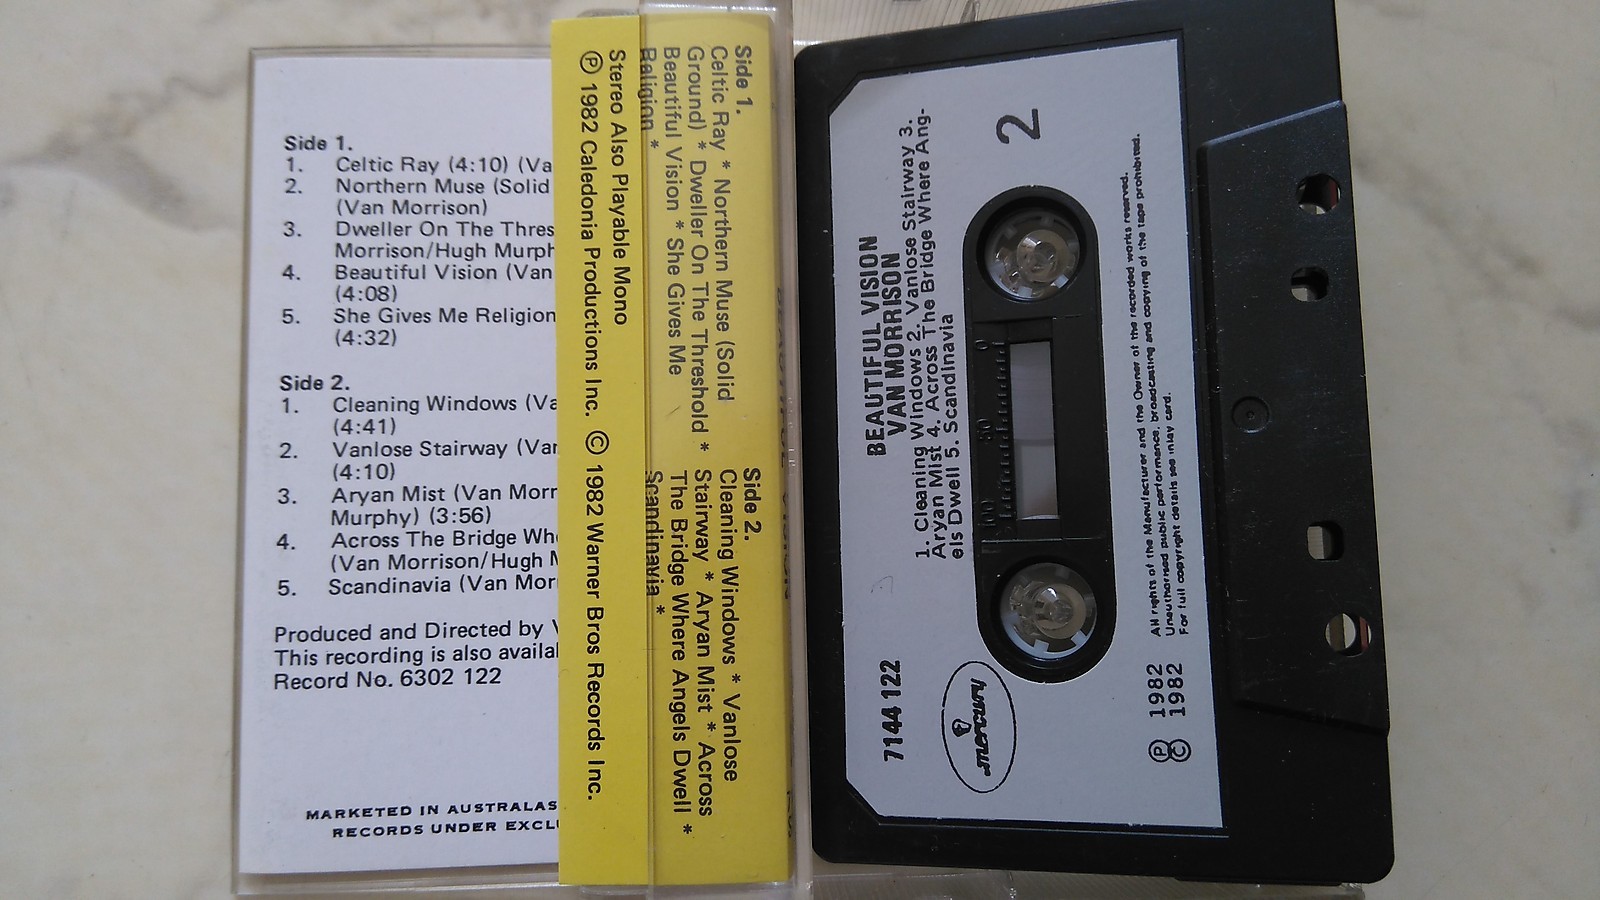 Side 1.
1. Celtic Ray (4:10) (Va
2. Northern Muse (Solid
(Van Morrison)
3. Dweller On The Thres
Morrison/Hugh Murph
4. Beautiful Vision (Van
(4:08)
5. She Gives Me Religion
(4:32)
Side 2.
1. Cleaning Windows (Va
(4:41)
2. Vanlose Stairway (Van
(4:10)
3. Aryan Mist (Van Morr
Murphy) (3:56)
4. Across The Bridge Whe
(Van Morrison/Hugh M
5. Scandinavia (Van Mor
Produced and Directed by V
This recording is also availa
Record No. 6302 122
MARKETED IN AUSTRALAS
RECORDS UNDER EXCLU
Side 1.
Celtic Ray * Northern Muse (Solid
Ground) * Dweller On The Threshold *
Beautiful Vision * She Gives Me
Religion *
Side 2.
Cleaning Windows * Vanlose
Stairway * Aryan Mist * Across
The Bridge Where Angels Dwell *
Scandinavia *
Stereo Also Playable Mono
Ⓟ 1982 Caledonia Productions Inc. © 1982 Warner Bros Records Inc.
2
BEAUTIFUL VISION
VAN MORRISON
1. Cleaning Windows 2. Vanlose Stairway 3.
Aryan Mist 4. Across The Bridge Where Ang-
els Dwell 5. Scandinavia
0 50 100
7144 122
mercury
All rights of the Manufacturer and the Owner of the recorded works reserved.
Unauthorised public performance, broadcasting and copying of the tape prohibited.
For full copyright details see inlay card.
Ⓟ 1982
© 1982